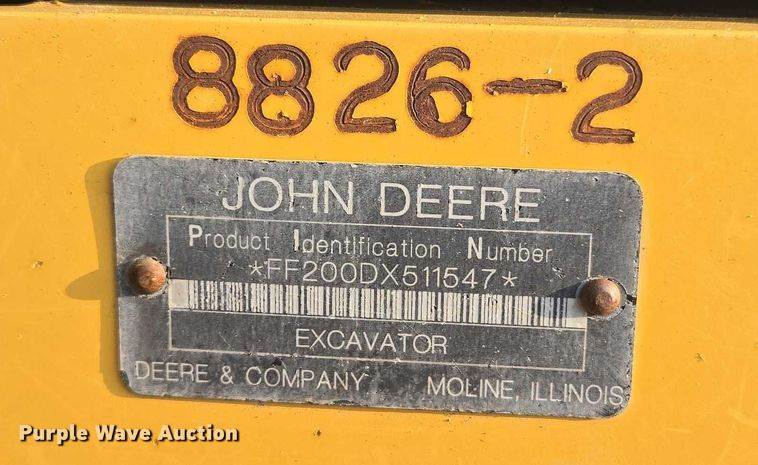 8826-2
JOHN DEERE
Product Identification Number
*FF200DX511547*
EXCAVATOR
DEERE & COMPANY MOLINE, ILLINOIS
Purple Wave Auction